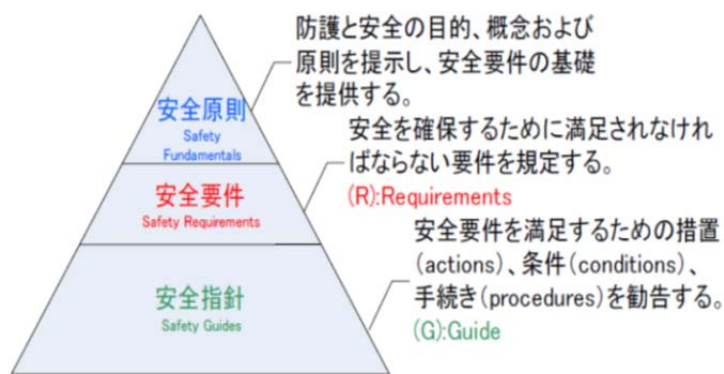 防護と安全の目的、概念および
原則を提示し、安全要件の基礎
を提供する。
安全原則
Safety
Fundamentals
安全を確保するために満足されなけれ
ばならない要件を規定する。
(R):Requirements
安全要件
Safety Requirements
安全要件を満足するための措置
(actions)、条件(conditions)、
手続き(procedures)を勧告する。
(G):Guide
安全指針
Safety Guides